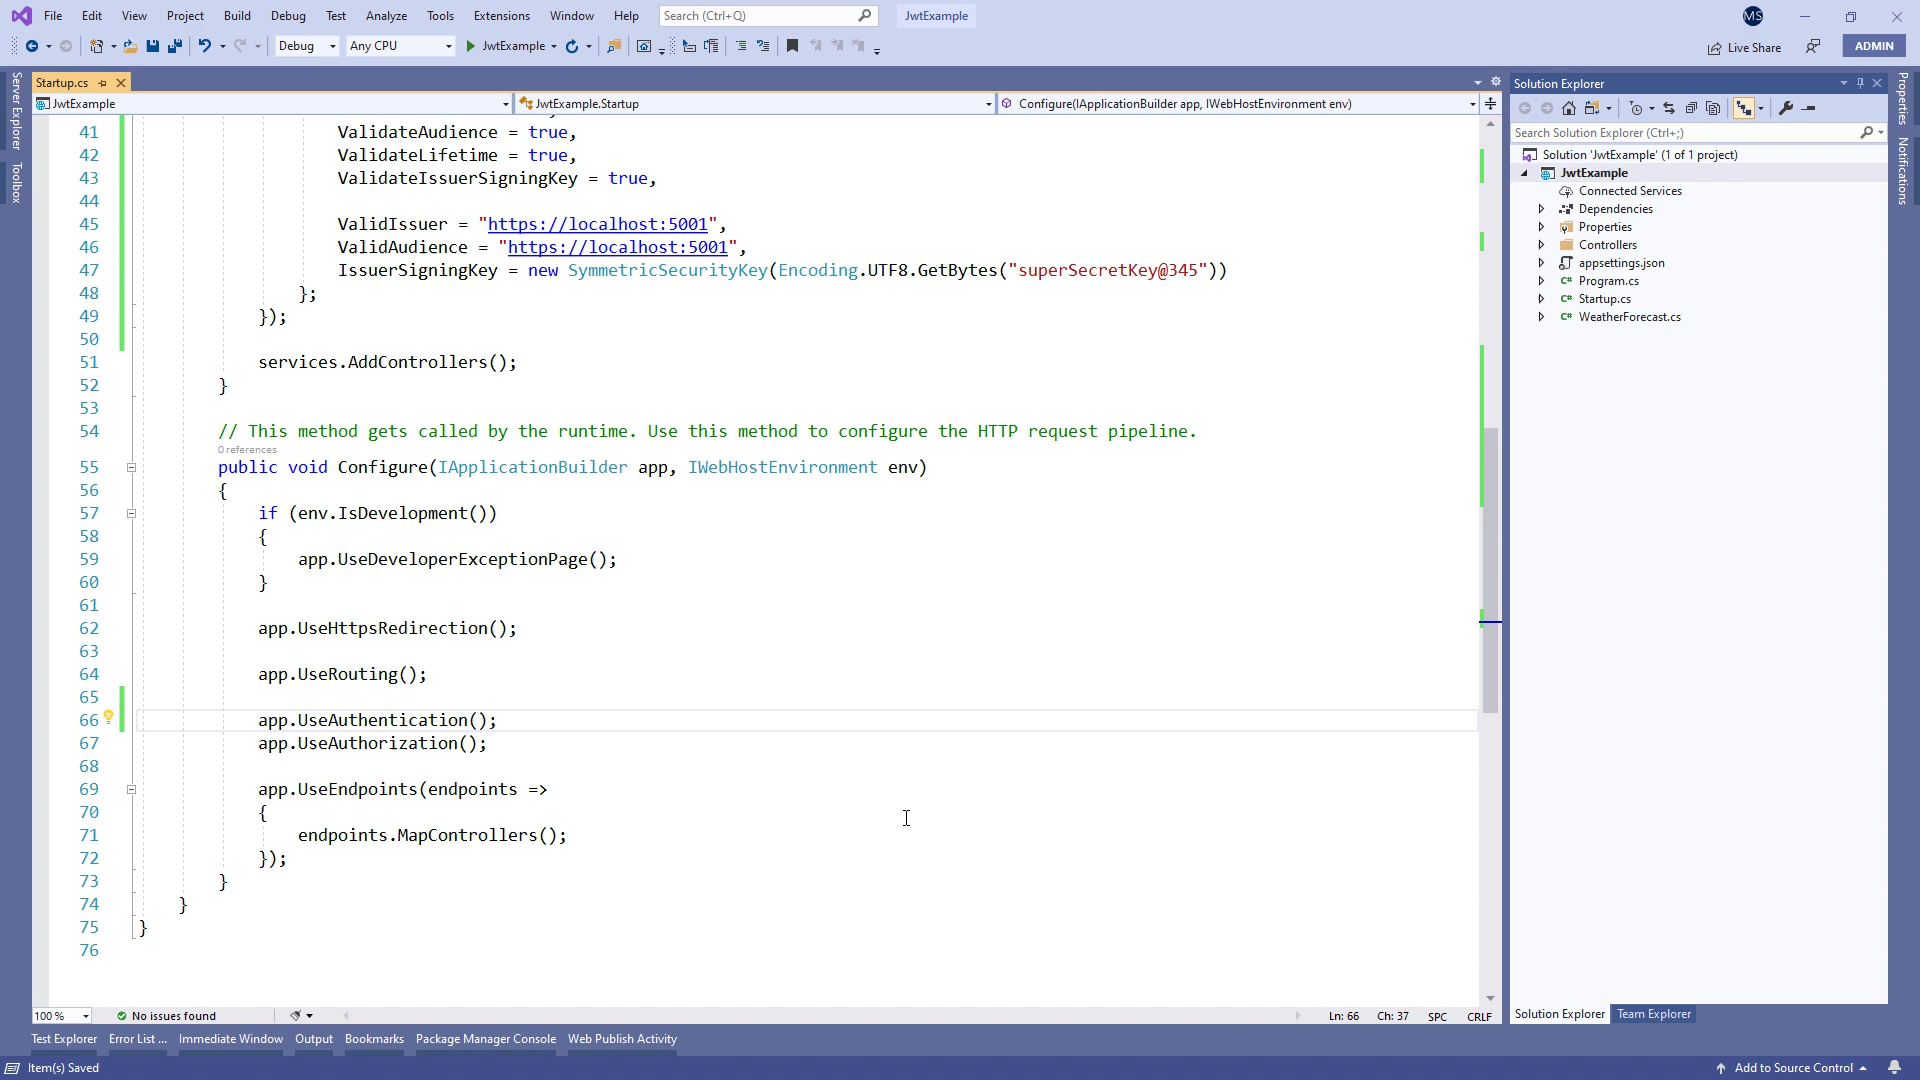 File Edit View Project Build Debug Test Analyze Tools Extensions Window Help Search (Ctrl+Q) JwtExample MS
Debug Any CPU JwtExample Live Share ADMIN
Server Explorer
Toolbox
Startup.cs
JwtExample JwtExample.Startup Configure(IApplicationBuilder app, IWebHostEnvironment env)
41 ValidateAudience = true,
42 ValidateLifetime = true,
43 ValidateIssuerSigningKey = true,
44
45 ValidIssuer = "https://localhost:5001",
46 ValidAudience = "https://localhost:5001",
47 IssuerSigningKey = new SymmetricSecurityKey(Encoding.UTF8.GetBytes("superSecretKey@345"))
48 };
49 });
50
51 services.AddControllers();
52 }
53
54 // This method gets called by the runtime. Use this method to configure the HTTP request pipeline.
0 references
55 public void Configure(IApplicationBuilder app, IWebHostEnvironment env)
56 {
57 if (env.IsDevelopment())
58 {
59 app.UseDeveloperExceptionPage();
60 }
61
62 app.UseHttpsRedirection();
63
64 app.UseRouting();
65
66 app.UseAuthentication();
67 app.UseAuthorization();
68
69 app.UseEndpoints(endpoints =>
70 {
71 endpoints.MapControllers();
72 });
73 }
74 }
75 }
76
100 % No issues found Ln: 66 Ch: 37 SPC CRLF
Solution Explorer
Search Solution Explorer (Ctrl+;)
Solution 'JwtExample' (1 of 1 project)
JwtExample
Connected Services
Dependencies
Properties
Controllers
appsettings.json
Program.cs
Startup.cs
WeatherForecast.cs
Solution Explorer Team Explorer
Properties
Notifications
Test Explorer Error List ... Immediate Window Output Bookmarks Package Manager Console Web Publish Activity
Item(s) Saved Add to Source Control